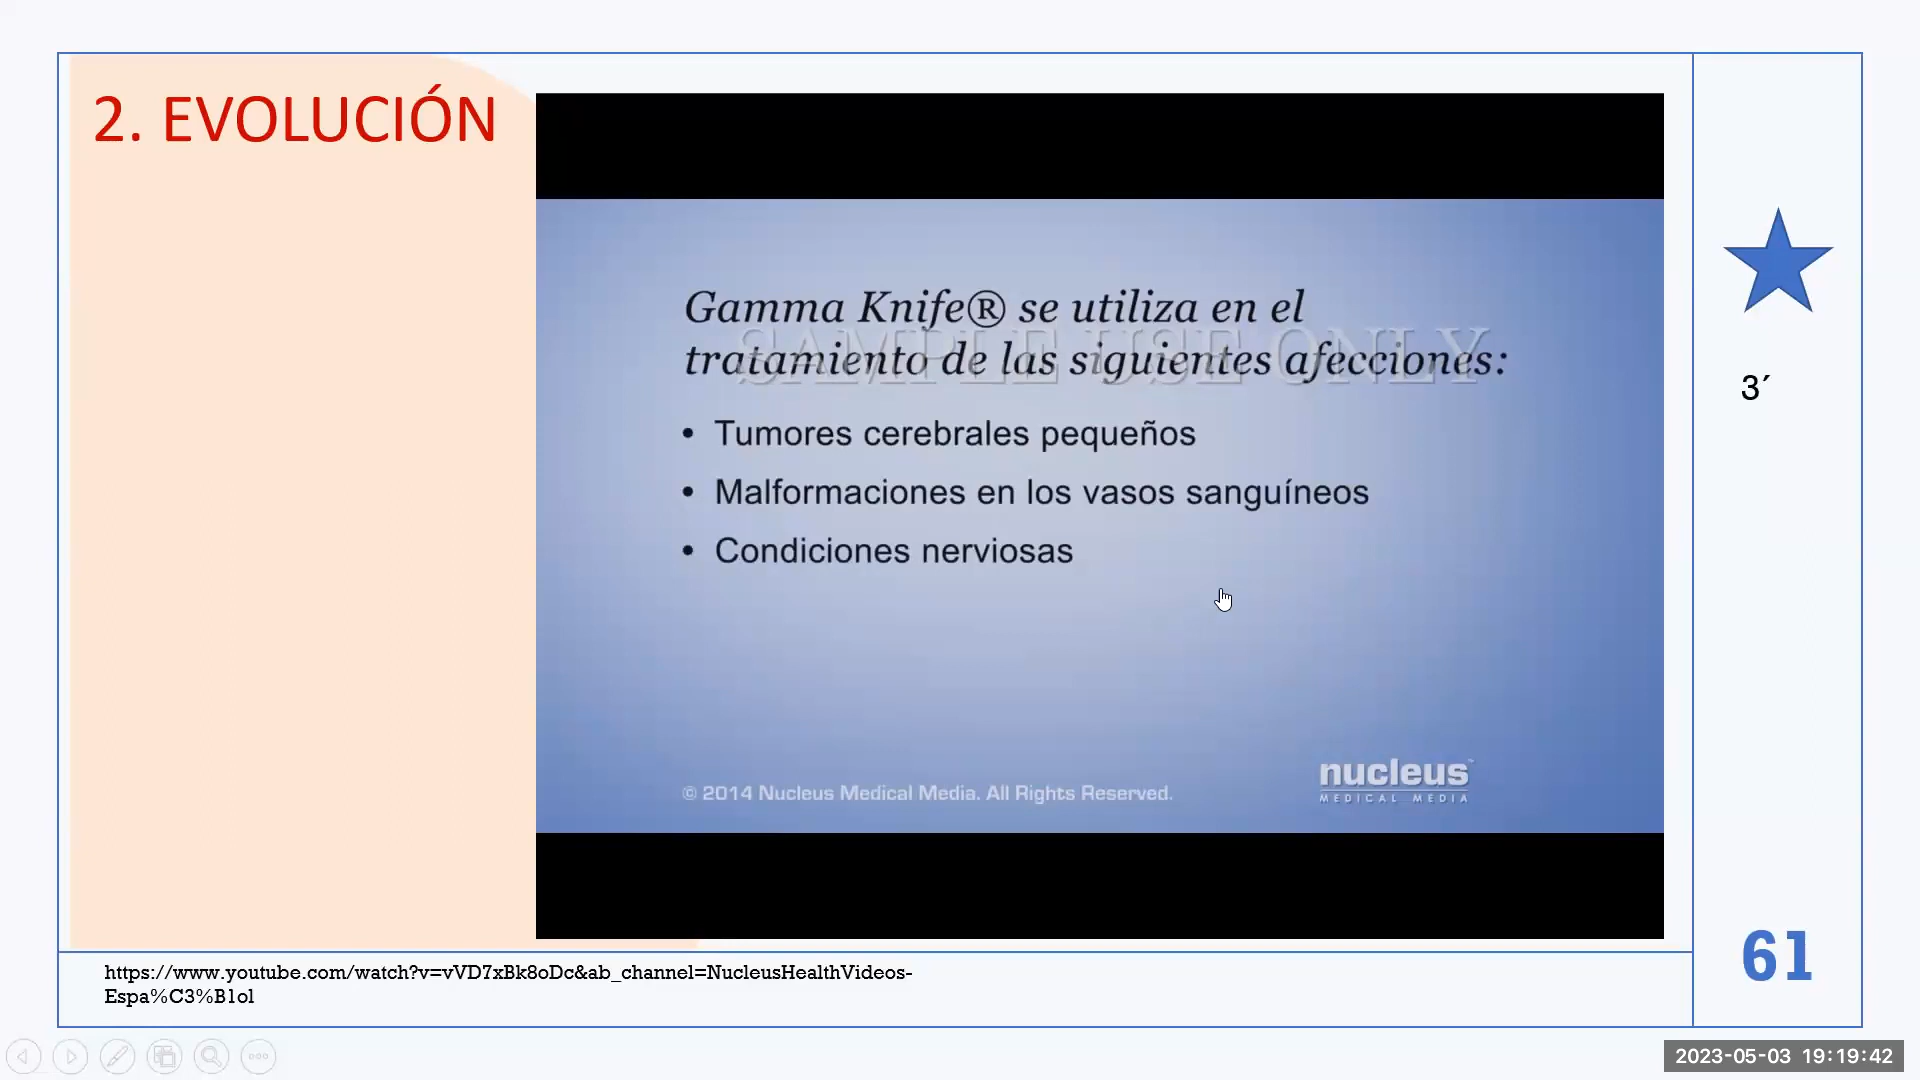 2. EVOLUCIÓN
Gamma Knife® se utiliza en el
SAMPLE USE ONLY
tratamiento de las siguientes afecciones:
• Tumores cerebrales pequeños
• Malformaciones en los vasos sanguíneos
• Condiciones nerviosas
© 2014 Nucleus Medical Media. All Rights Reserved.
nucleus™
MEDICAL MEDIA
3´
61
https://www.youtube.com/watch?v=vVD7xBk8oDc&ab_channel=NucleusHealthVideos-
Espa%C3%B1ol
2023-05-03 19:19:42